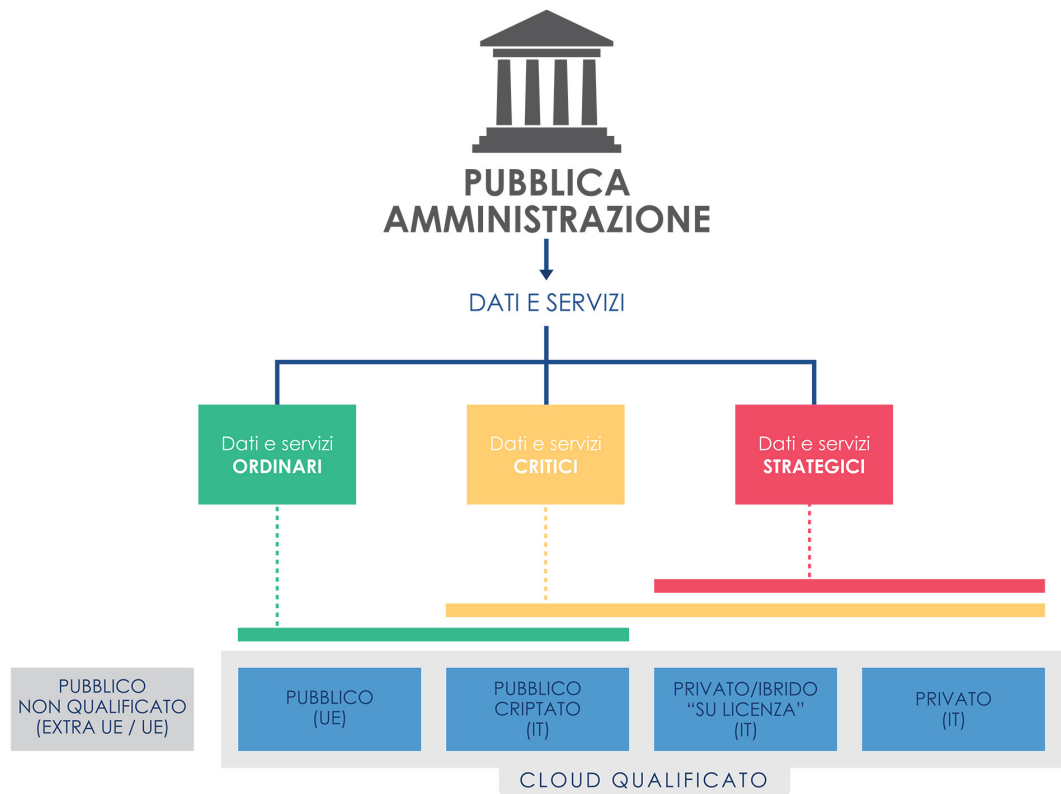 PUBBLICA
AMMINISTRAZIONE
DATI E SERVIZI
Dati e servizi
ORDINARI
Dati e servizi
CRITICI
Dati e servizi
STRATEGICI
PUBBLICO
NON QUALIFICATO
(EXTRA UE / UE)
PUBBLICO
(UE)
PUBBLICO
CRIPTATO
(IT)
PRIVATO/IBRIDO
“SU LICENZA”
(IT)
PRIVATO
(IT)
CLOUD QUALIFICATO